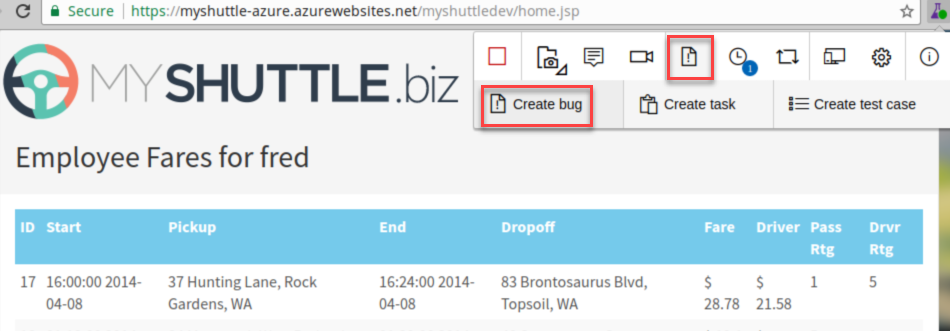 Secure | https://myshuttle-azure.azurewebsites.net/myshuttledev/home.jsp
1
MYSHUTTLE.biz
Create bug Create task Create test case
Employee Fares for fred
ID Start Pickup End Dropoff Fare Driver Pass Drvr
Rtg Rtg
17 16:00:00 2014- 37 Hunting Lane, Rock 16:24:00 2014- 83 Brontosaurus Blvd, $ $ 1 5
04-08 Gardens, WA 04-08 Topsoil, WA 28.78 21.58